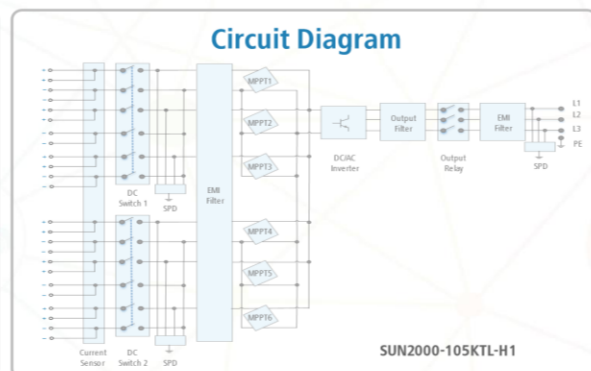 Circuit Diagram
MPPT1
MPPT2
MPPT3
MPPT4
MPPT5
MPPT6
DC
Switch 1
SPD
EMI
Filter
DC/AC
Inverter
Output
Filter
Output
Relay
EMI
Filter
L1
L2
L3
PE
SPD
Current
Sensor
DC
Switch 2
SPD
SUN2000-105KTL-H1